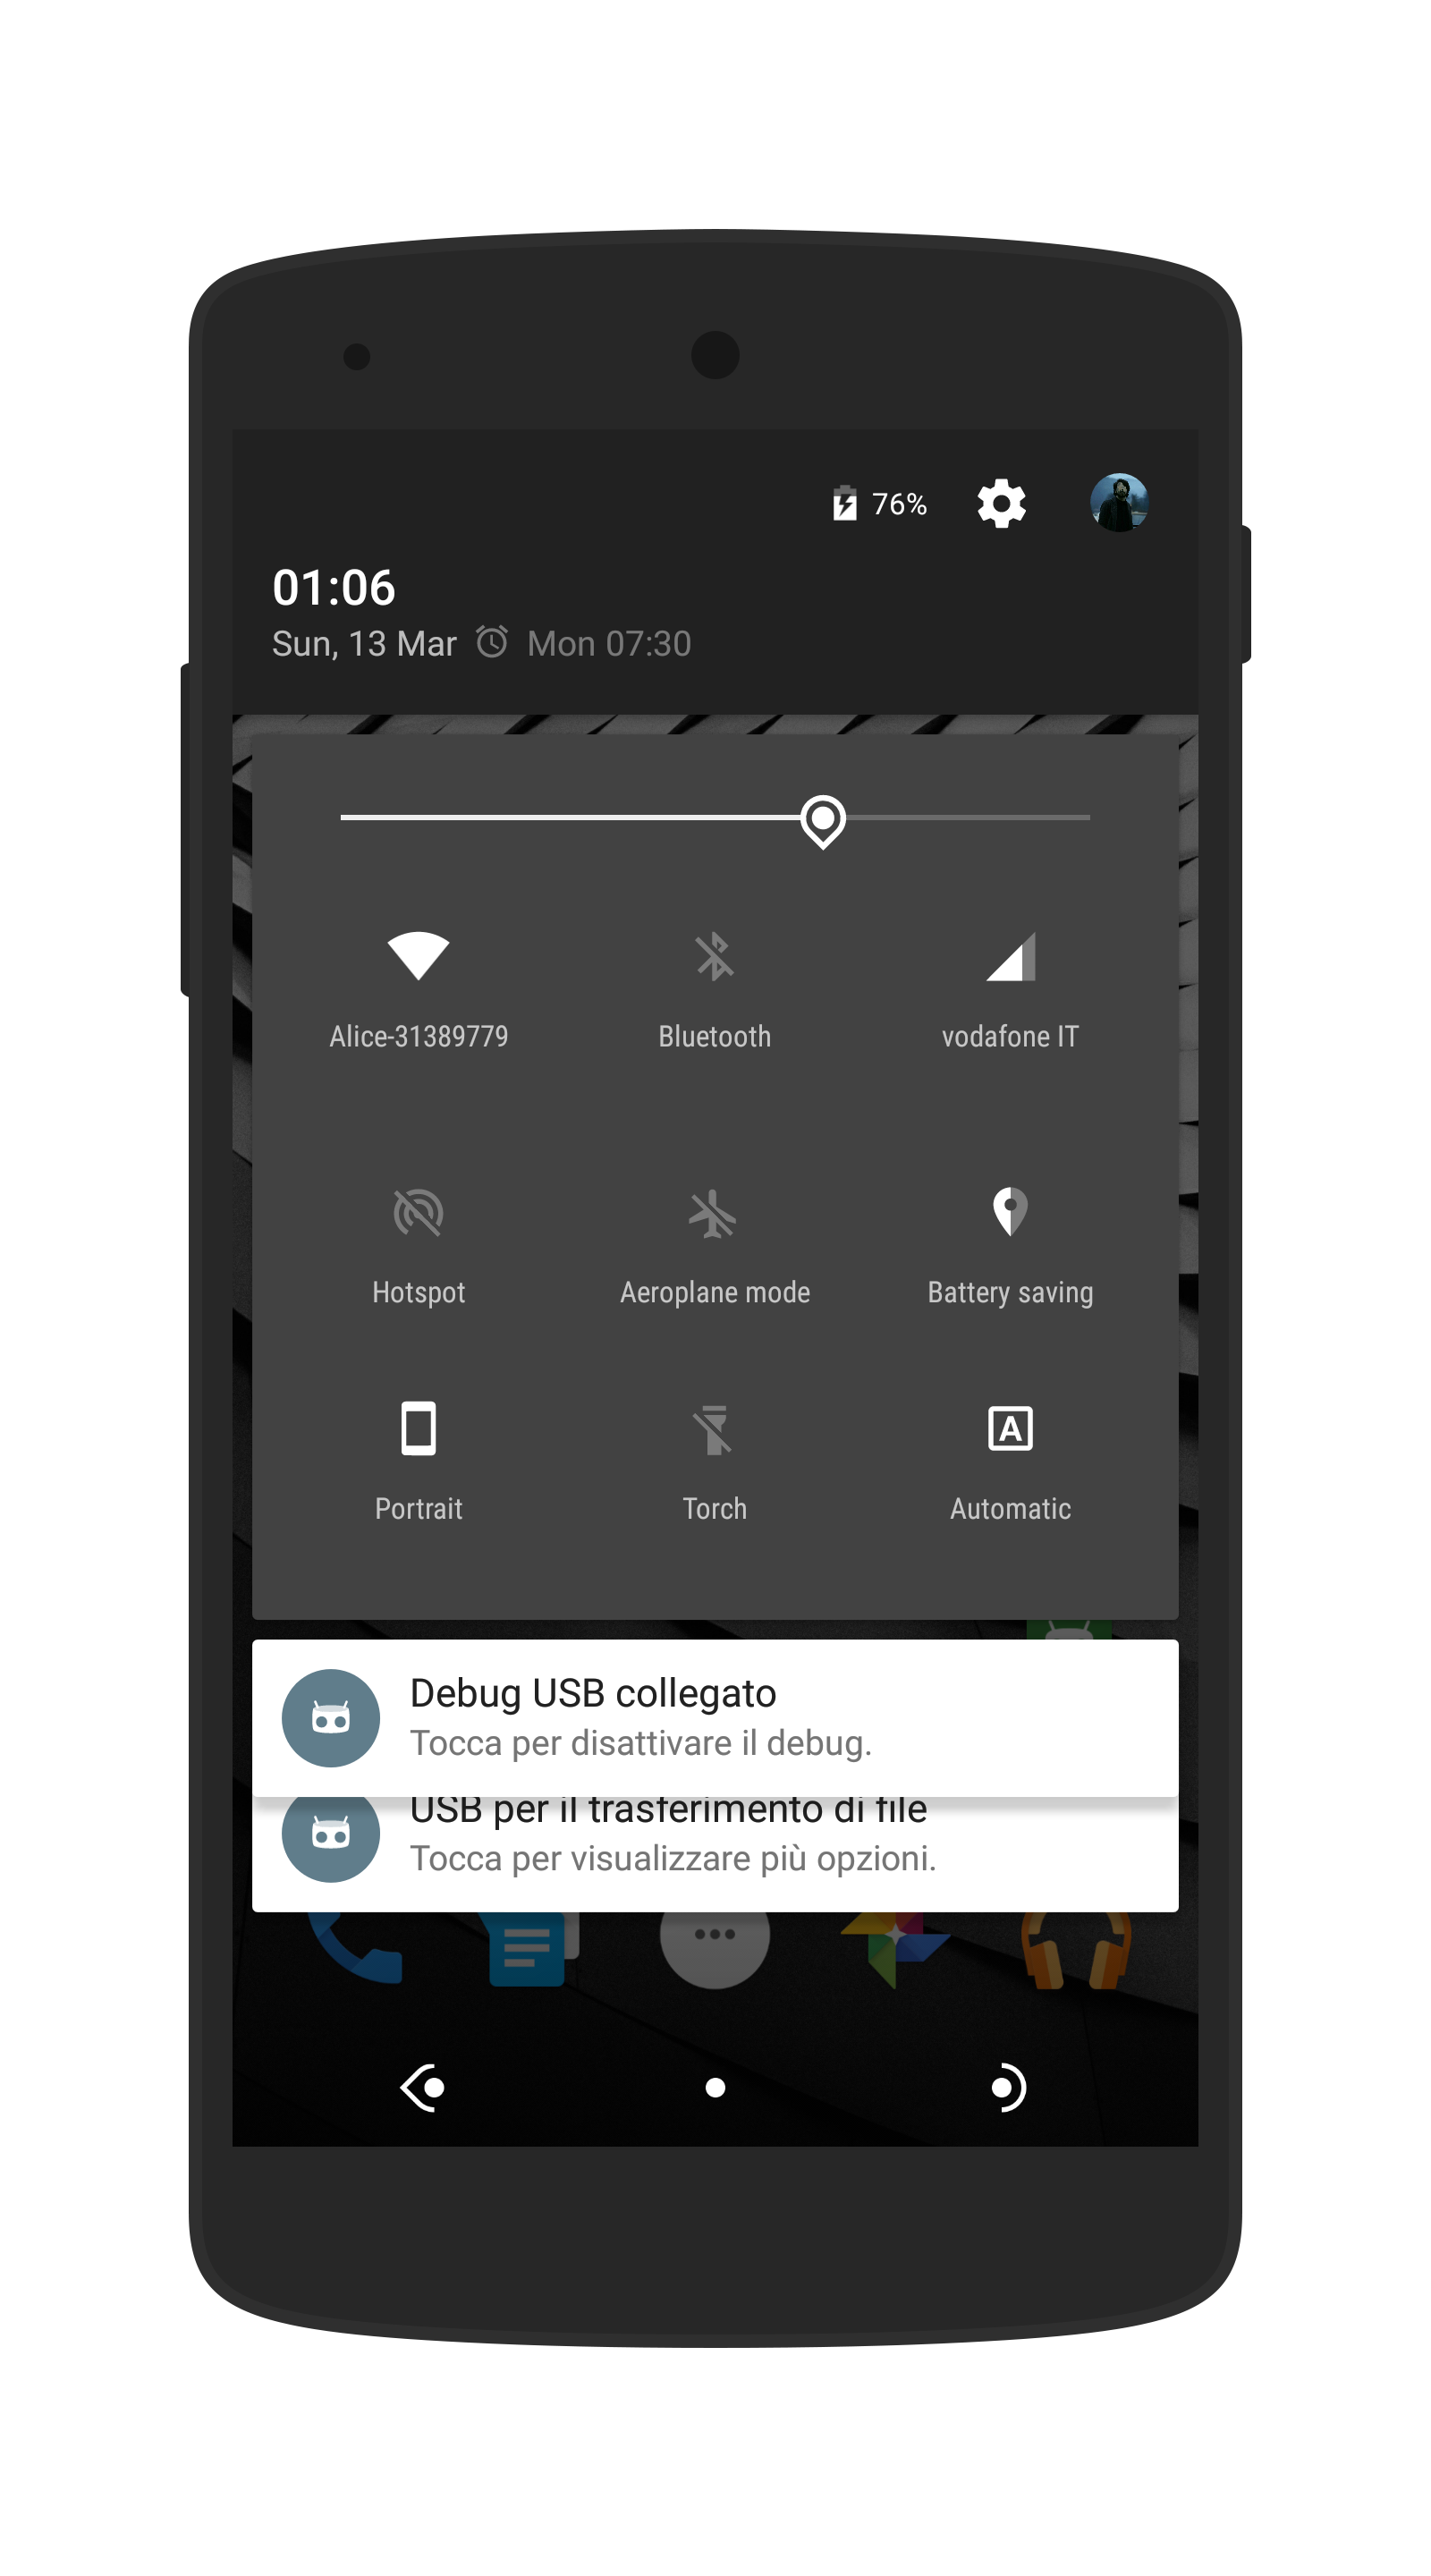 76%
01:06
Sun, 13 Mar Mon 07:30
Alice-31389779
Bluetooth
vodafone IT
Hotspot
Aeroplane mode
Battery saving
Portrait
Torch
A
Automatic
Debug USB collegato
Tocca per disattivare il debug.
USB per il trasferimento di file
Tocca per visualizzare più opzioni.